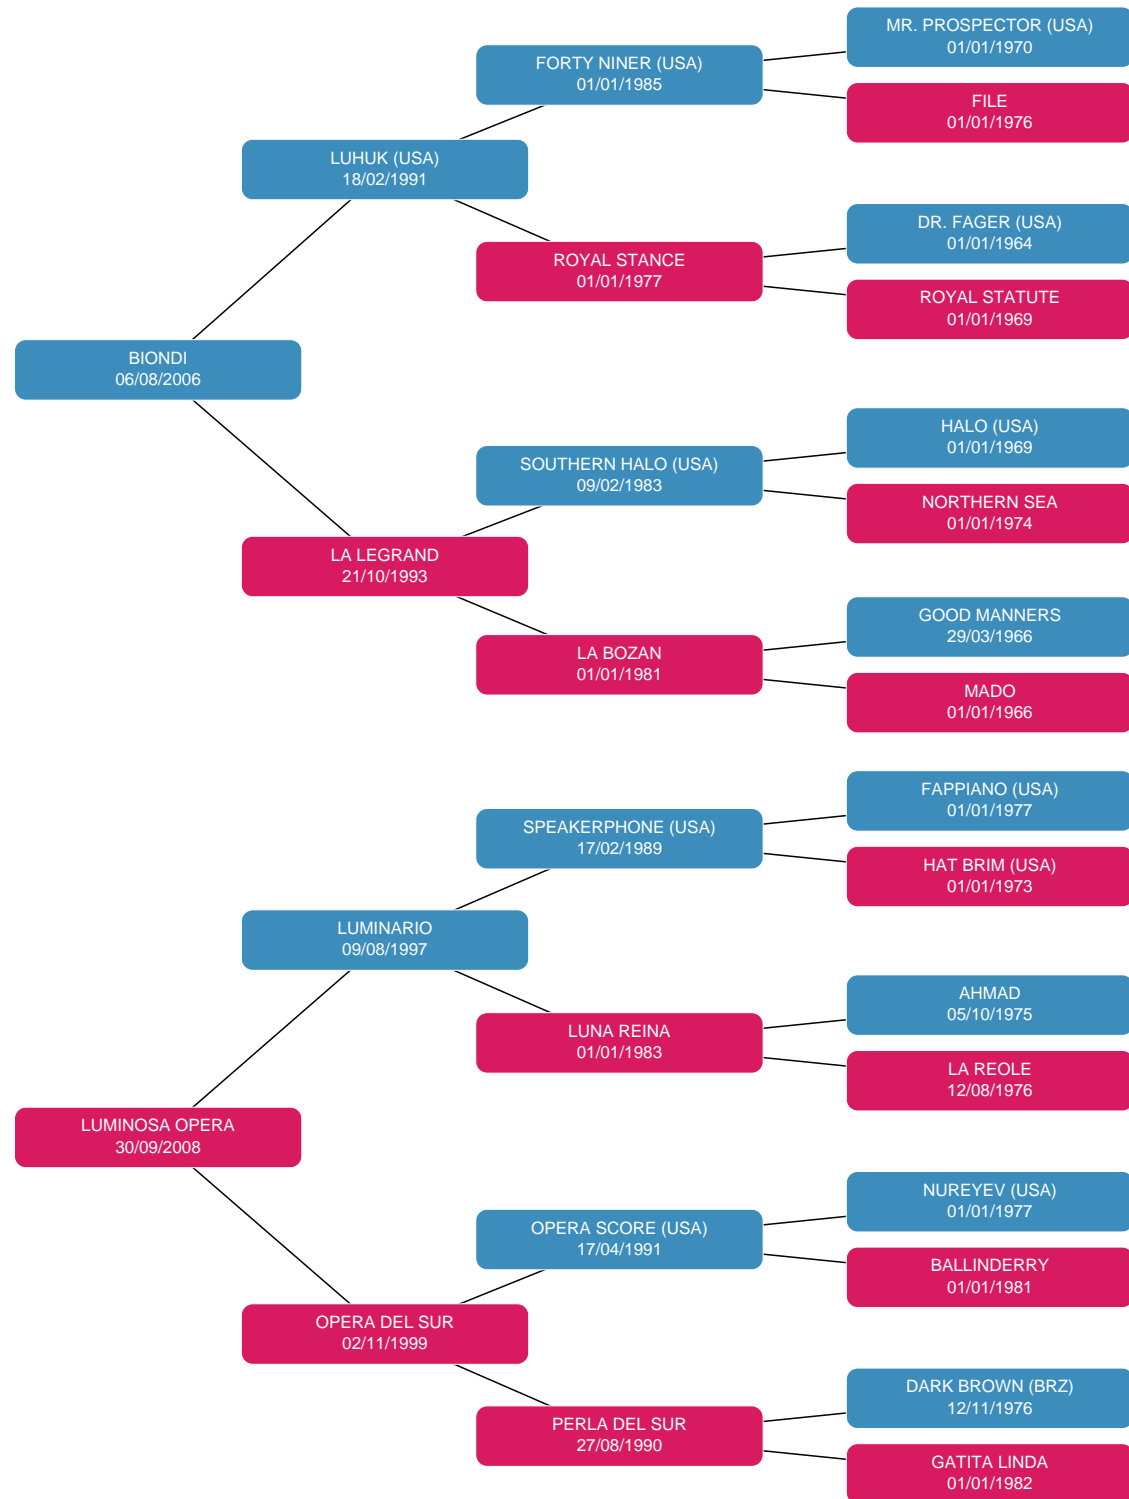 MR. PROSPECTOR (USA)
01/01/1970
FORTY NINER (USA)
01/01/1985
FILE
01/01/1976
LUHUK (USA)
18/02/1991
DR. FAGER (USA)
01/01/1964
ROYAL STANCE
01/01/1977
ROYAL STATUTE
01/01/1969
BIONDI
06/08/2006
HALO (USA)
01/01/1969
SOUTHERN HALO (USA)
09/02/1983
NORTHERN SEA
01/01/1974
LA LEGRAND
21/10/1993
GOOD MANNERS
29/03/1966
LA BOZAN
01/01/1981
MADO
01/01/1966
FAPPIANO (USA)
01/01/1977
SPEAKERPHONE (USA)
17/02/1989
HAT BRIM (USA)
01/01/1973
LUMINARIO
09/08/1997
AHMAD
05/10/1975
LUNA REINA
01/01/1983
LA REOLE
12/08/1976
LUMINOSA OPERA
30/09/2008
NUREYEV (USA)
01/01/1977
OPERA SCORE (USA)
17/04/1991
BALLINDERRY
01/01/1981
OPERA DEL SUR
02/11/1999
DARK BROWN (BRZ)
12/11/1976
PERLA DEL SUR
27/08/1990
GATITA LINDA
01/01/1982